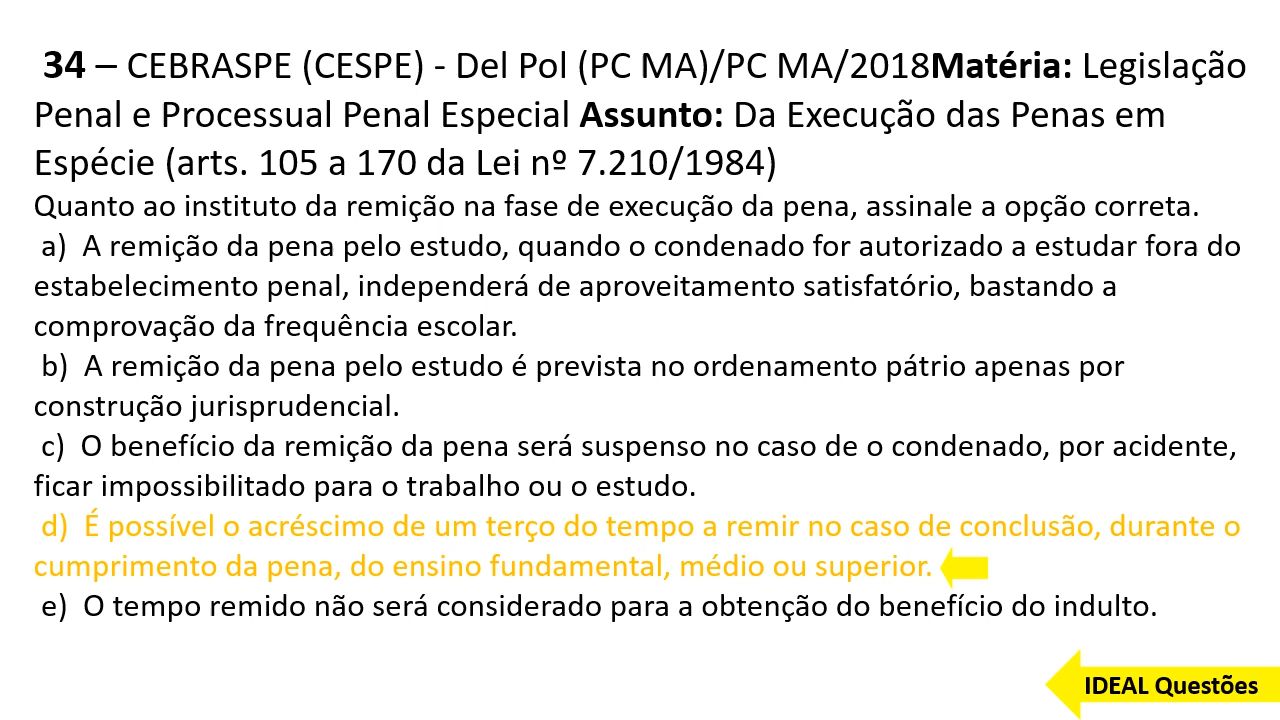 34 – CEBRASPE (CESPE) - Del Pol (PC MA)/PC MA/2018Matéria: Legislação
Penal e Processual Penal Especial Assunto: Da Execução das Penas em
Espécie (arts. 105 a 170 da Lei nº 7.210/1984)
Quanto ao instituto da remição na fase de execução da pena, assinale a opção correta.
a) A remição da pena pelo estudo, quando o condenado for autorizado a estudar fora do
estabelecimento penal, independerá de aproveitamento satisfatório, bastando a
comprovação da frequência escolar.
b) A remição da pena pelo estudo é prevista no ordenamento pátrio apenas por
construção jurisprudencial.
c) O benefício da remição da pena será suspenso no caso de o condenado, por acidente,
ficar impossibilitado para o trabalho ou o estudo.
d) É possível o acréscimo de um terço do tempo a remir no caso de conclusão, durante o
cumprimento da pena, do ensino fundamental, médio ou superior.
e) O tempo remido não será considerado para a obtenção do benefício do indulto.
IDEAL Questões